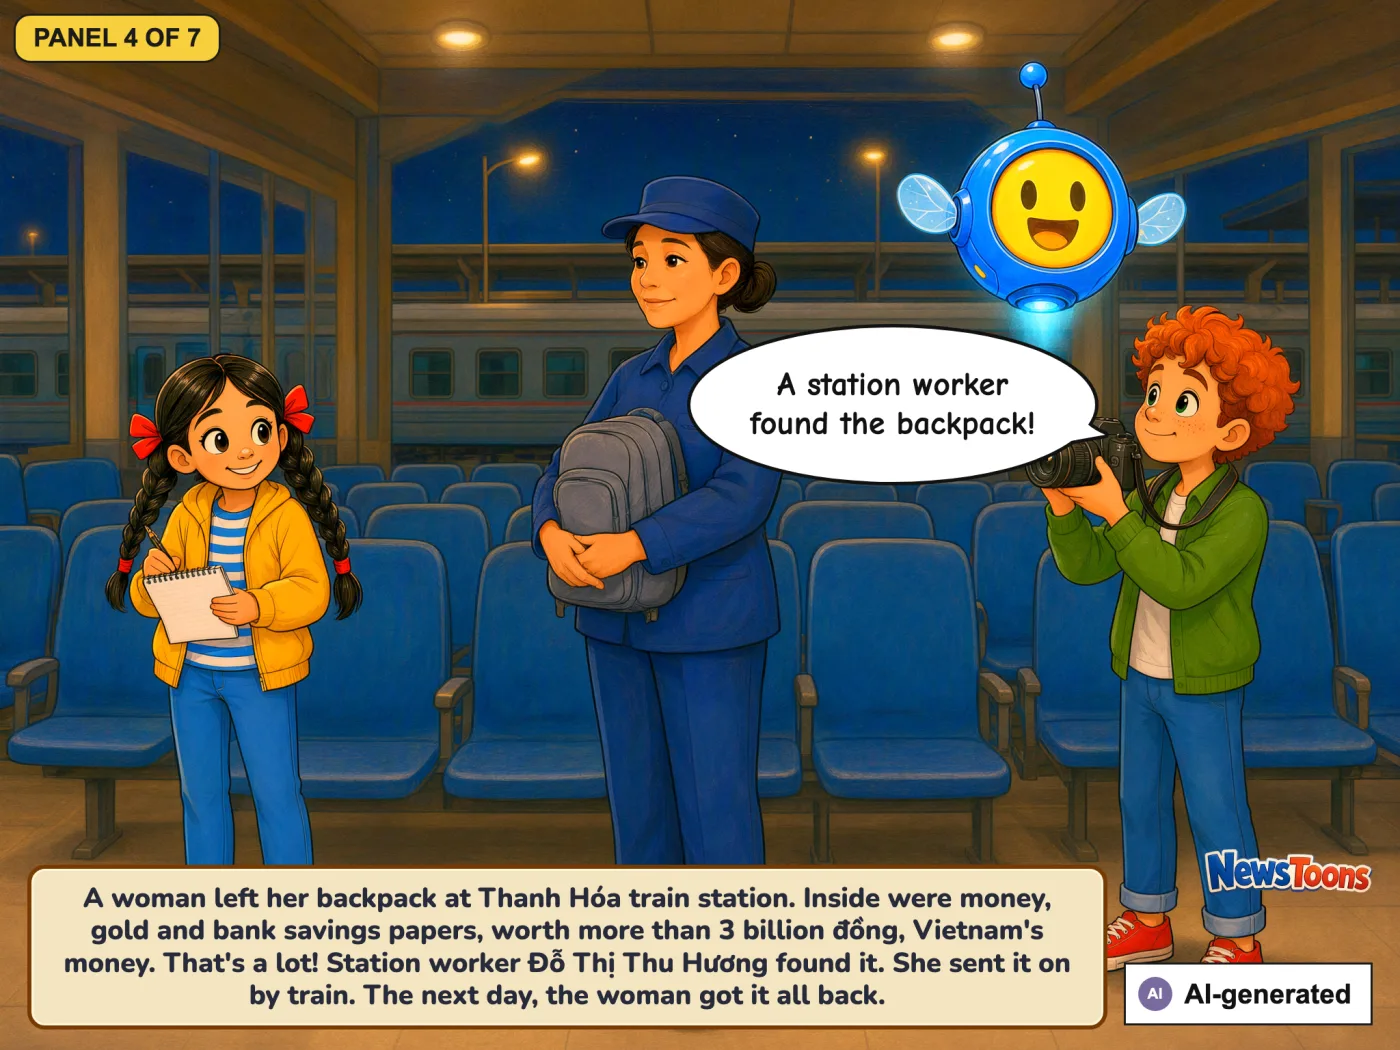 PANEL 4 OF 7
A station worker
found the backpack!
NewsToons
A woman left her backpack at Thanh Hóa train station. Inside were money,
gold and bank savings papers, worth more than 3 billion đồng, Vietnam's
money. That's a lot! Station worker Đỗ Thị Thu Hương found it. She sent it on
by train. The next day, the woman got it all back.
AI AI-generated